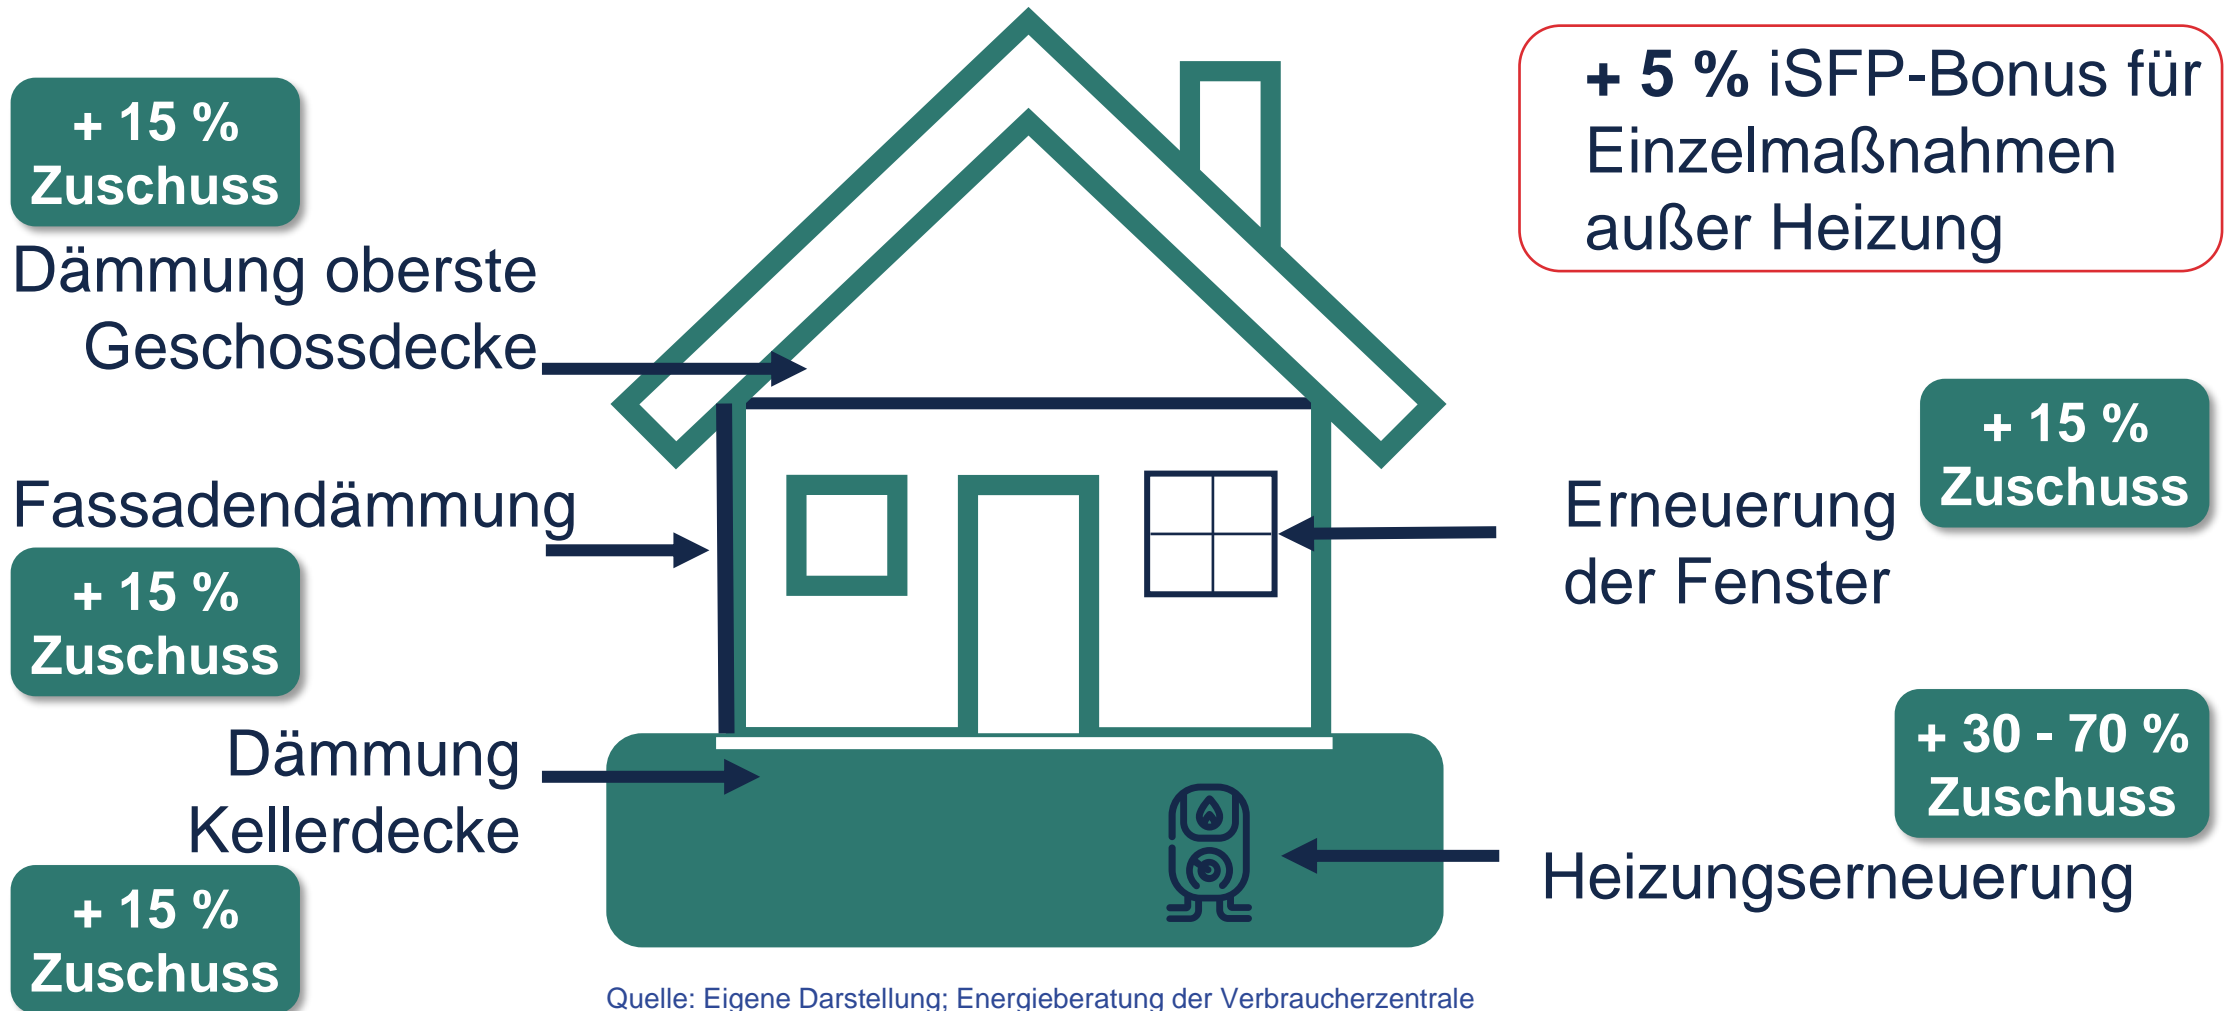 + 15 %
Zuschuss
Dämmung oberste
Geschossdecke
Fassadendämmung
+ 15 %
Zuschuss
Dämmung
Kellerdecke
+ 15 %
Zuschuss
+ 5 % iSFP-Bonus für
Einzelmaßnahmen
außer Heizung
+ 15 %
Zuschuss
Erneuerung
der Fenster
+ 30 - 70 %
Zuschuss
Heizungserneuerung
Quelle: Eigene Darstellung; Energieberatung der Verbraucherzentrale